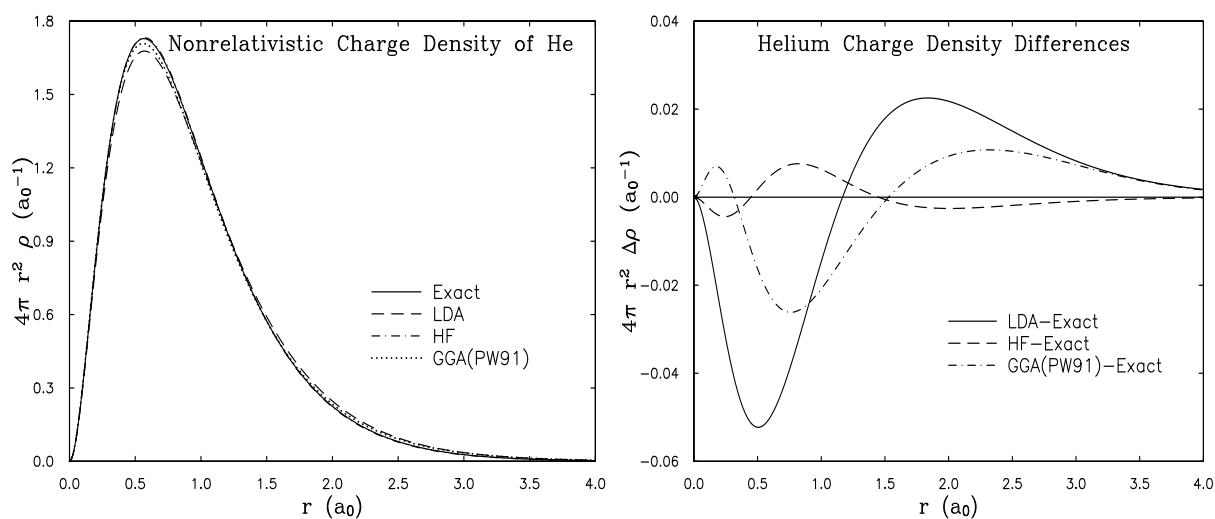 Nonrelativistic Charge Density of He
4π r² ρ (a₀⁻¹)
1.8
1.5
1.2
0.9
0.6
0.3
0.0
Exact
LDA
HF
GGA(PW91)
0.0 0.5 1.0 1.5 2.0 2.5 3.0 3.5 4.0
r (a₀)
Helium Charge Density Differences
4π r² Δρ (a₀⁻¹)
0.04
0.02
0.00
−0.02
−0.04
−0.06
LDA−Exact
HF−Exact
GGA(PW91)−Exact
0.0 0.5 1.0 1.5 2.0 2.5 3.0 3.5 4.0
r (a₀)